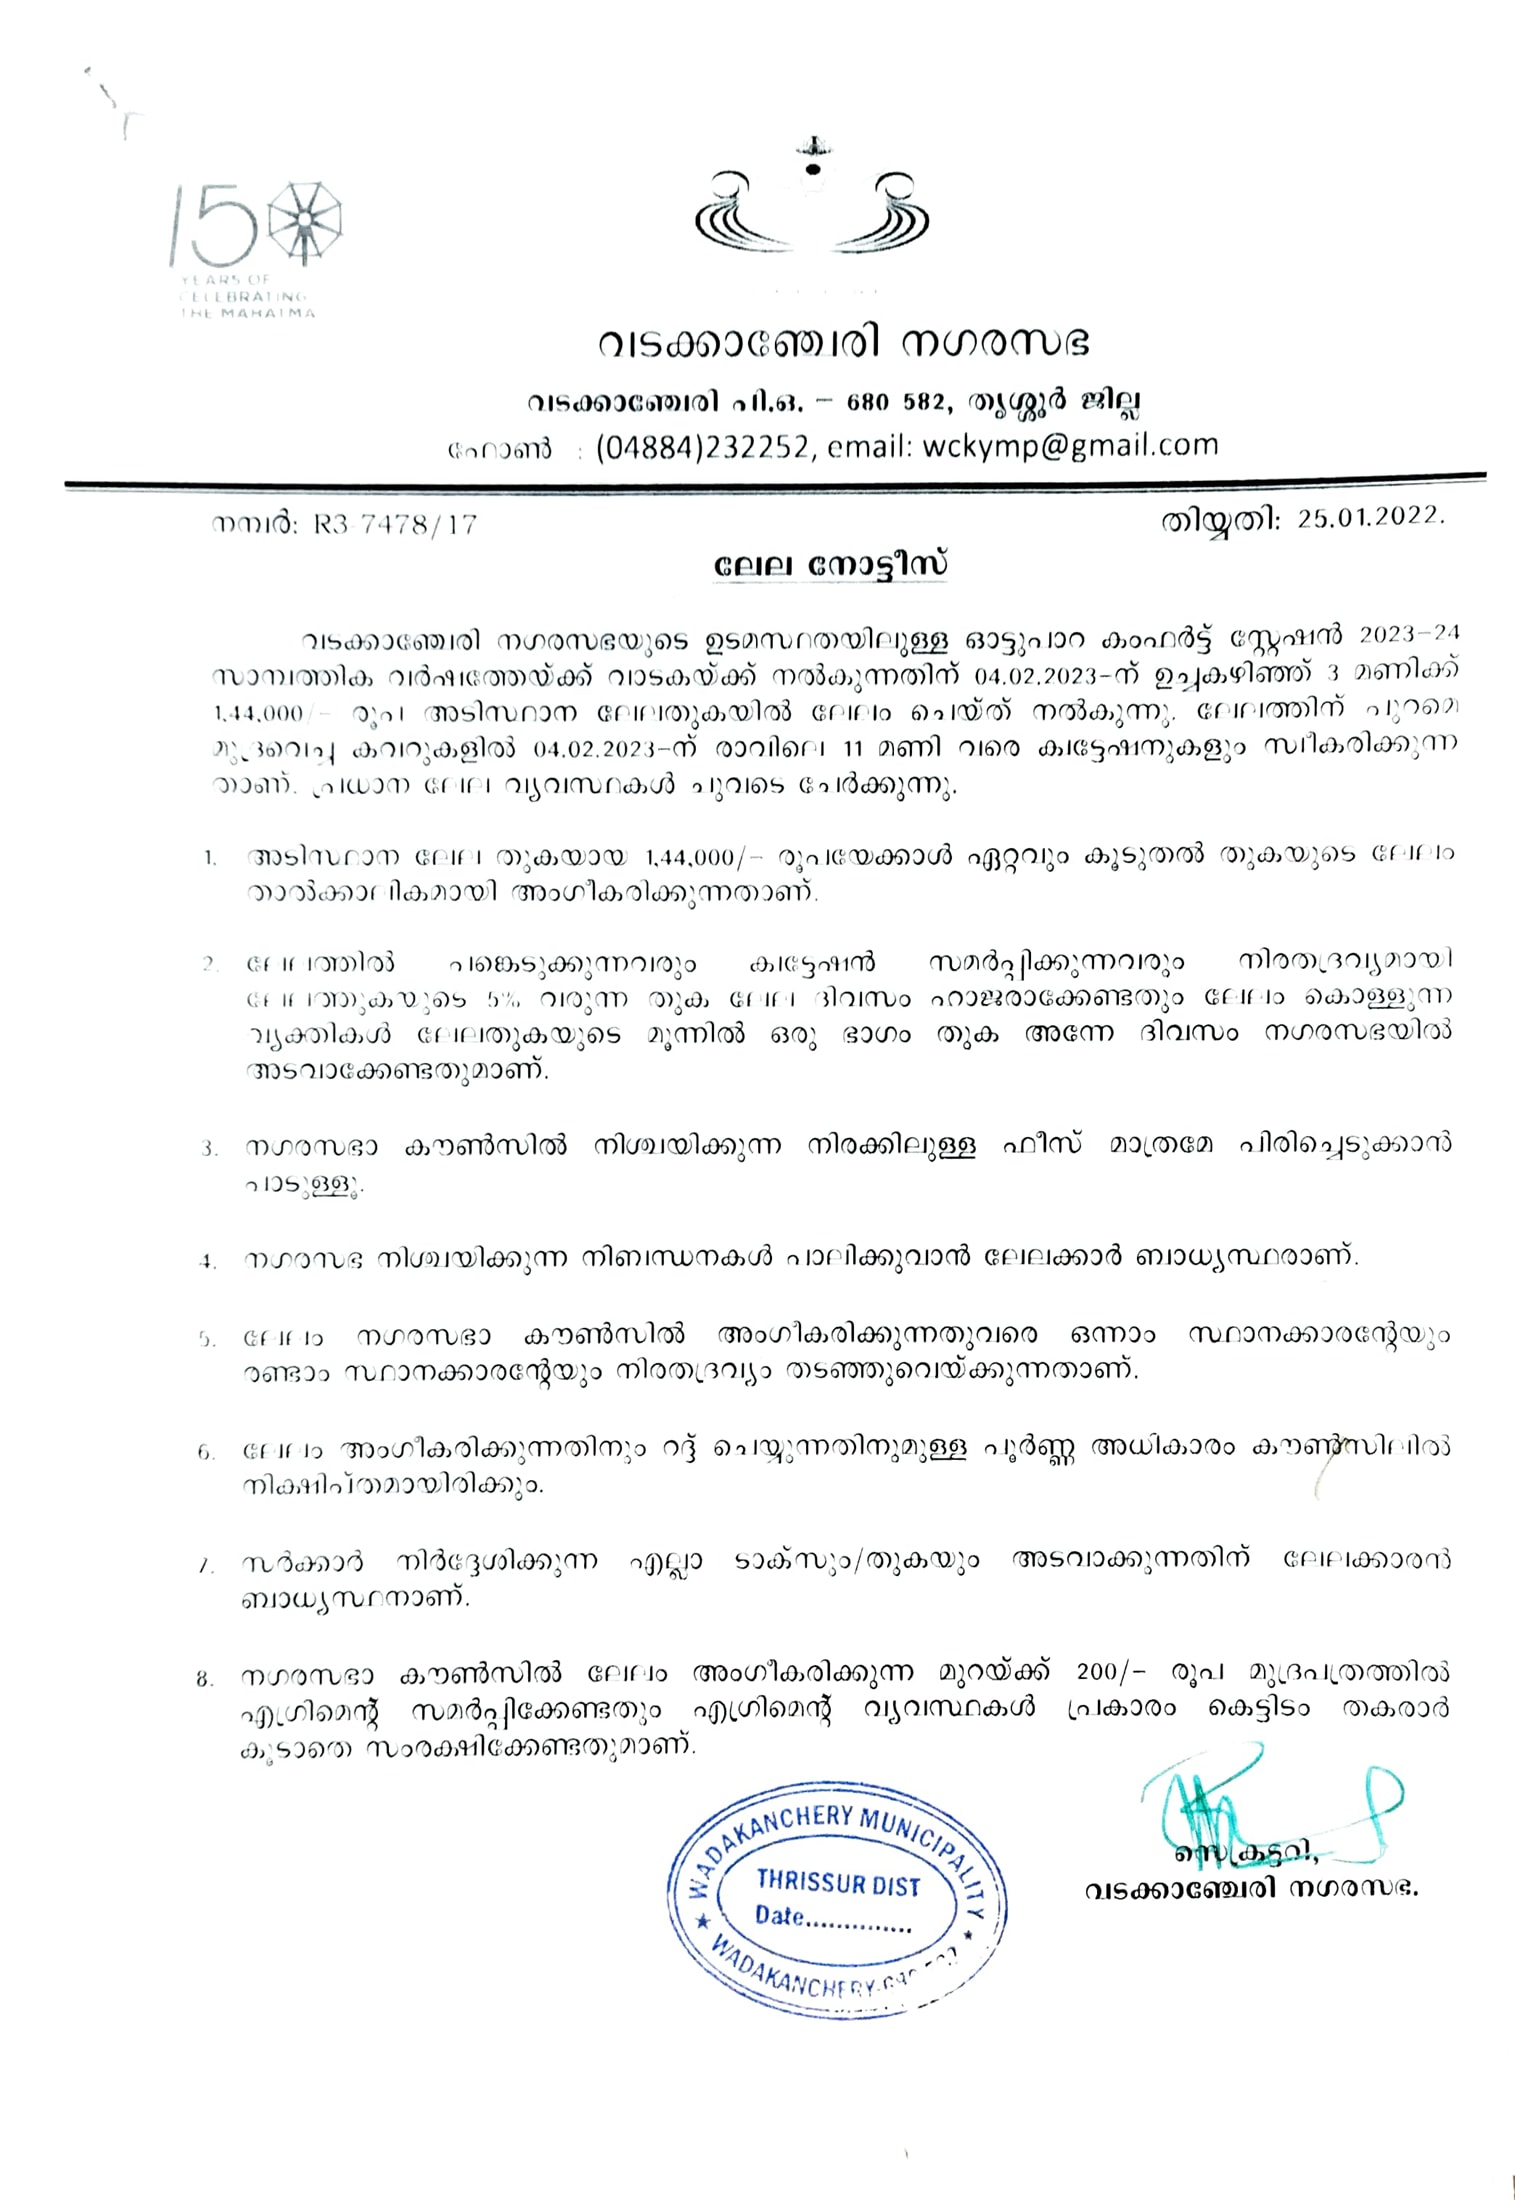 150
YEARS OF
CELEBRATING
THE MAHATMA
വടക്കാഞ്ചേരി നഗരസഭ
വടക്കാഞ്ചേരി പി.ഒ. – 680 582, തൃശ്ശൂർ ജില്ല
ഫോൺ : (04884)232252, email: wckymp@gmail.com
നമ്പർ: R3-7478/17 തിയ്യതി: 25.01.2022.
ലേല നോട്ടീസ്
വടക്കാഞ്ചേരി നഗരസഭയുടെ ഉടമസ്ഥതയിലുള്ള ഓട്ടുപാറ കംഫർട്ട് സ്റ്റേഷൻ 2023-24
സാമ്പത്തിക വർഷത്തേയ്ക്ക് വാടകയ്ക്ക് നൽകുന്നതിന് 04.02.2023-ന് ഉച്ചകഴിഞ്ഞ് 3 മണിക്ക്
1,44,000/- രൂപ അടിസ്ഥാന ലേലതുകയിൽ ലേലം ചെയ്ത് നൽകുന്നു. ലേലത്തിന് പുറമെ
മുദ്രവെച്ച കവറുകളിൽ 04.02.2023-ന് രാവിലെ 11 മണി വരെ ക്വട്ടേഷനുകളും സ്വീകരിക്കുന്ന
താണ്. പ്രധാന ലേല വ്യവസ്ഥകൾ ചുവടെ ചേർക്കുന്നു.
1. അടിസ്ഥാന ലേല തുകയായ 1,44,000/- രൂപയേക്കാൾ ഏറ്റവും കൂടുതൽ തുകയുടെ ലേലം
താൽക്കാലികമായി അംഗീകരിക്കുന്നതാണ്.
2. ലേലത്തിൽ പങ്കെടുക്കുന്നവരും ക്വട്ടേഷൻ സമർപ്പിക്കുന്നവരും നിരതദ്രവ്യമായി
ലേലത്തുകയുടെ 5% വരുന്ന തുക ലേല ദിവസം ഹാജരാക്കേണ്ടതും ലേലം കൊള്ളുന്ന
വ്യക്തികൾ ലേലതുകയുടെ മൂന്നിൽ ഒരു ഭാഗം തുക അന്നേ ദിവസം നഗരസഭയിൽ
അടവാക്കേണ്ടതുമാണ്.
3. നഗരസഭാ കൗൺസിൽ നിശ്ചയിക്കുന്ന നിരക്കിലുള്ള ഫീസ് മാത്രമേ പിരിച്ചെടുക്കാൻ
പാടുള്ളൂ.
4. നഗരസഭ നിശ്ചയിക്കുന്ന നിബന്ധനകൾ പാലിക്കുവാൻ ലേലക്കാർ ബാധ്യസ്ഥരാണ്.
5. ലേലം നഗരസഭാ കൗൺസിൽ അംഗീകരിക്കുന്നതുവരെ ഒന്നാം സ്ഥാനക്കാരന്റേയും
രണ്ടാം സ്ഥാനക്കാരന്റേയും നിരതദ്രവ്യം തടഞ്ഞുവെയ്ക്കുന്നതാണ്.
6. ലേലം അംഗീകരിക്കുന്നതിനും റദ്ദ് ചെയ്യുന്നതിനുമുള്ള പൂർണ്ണ അധികാരം കൗൺസിലിൽ
നിക്ഷിപ്തമായിരിക്കും.
7. സർക്കാർ നിർദ്ദേശിക്കുന്ന എല്ലാ ടാക്സും/തുകയും അടവാക്കുന്നതിന് ലേലക്കാരൻ
ബാധ്യസ്ഥനാണ്.
8. നഗരസഭാ കൗൺസിൽ ലേലം അംഗീകരിക്കുന്ന മുറയ്ക്ക് 200/- രൂപ മുദ്രപത്രത്തിൽ
എഗ്രിമെന്റ് സമർപ്പിക്കേണ്ടതും എഗ്രിമെന്റ് വ്യവസ്ഥകൾ പ്രകാരം കെട്ടിടം തകരാർ
കൂടാതെ സംരക്ഷിക്കേണ്ടതുമാണ്.
സെക്രട്ടറി,
വടക്കാഞ്ചേരി നഗരസഭ.
WADAKANCHERY MUNICIPALITY
THRISSUR DIST
Date..............
WADAKANCHERY